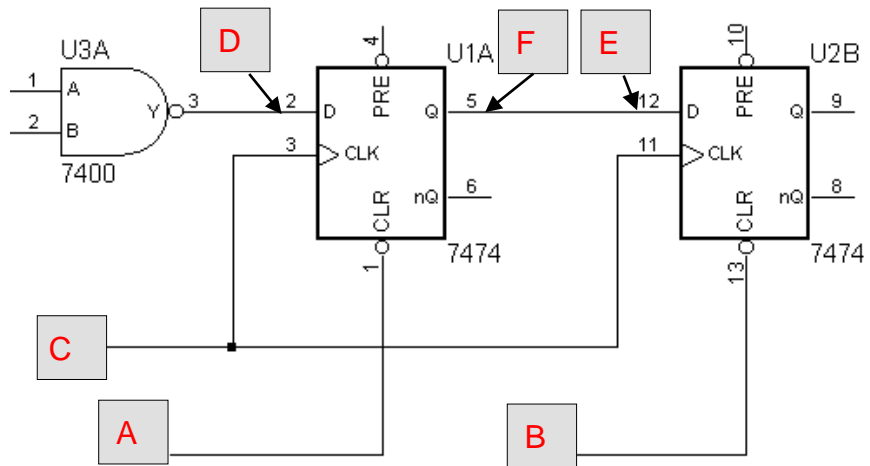 D
F
E
U3A
U1A
U2B
1
A
2
B
Y
3
7400
4
PRE
2
D
3
CLK
Q
5
nQ
6
CLR
1
7474
10
PRE
12
D
11
CLK
Q
9
nQ
8
CLR
13
7474
C
A
B